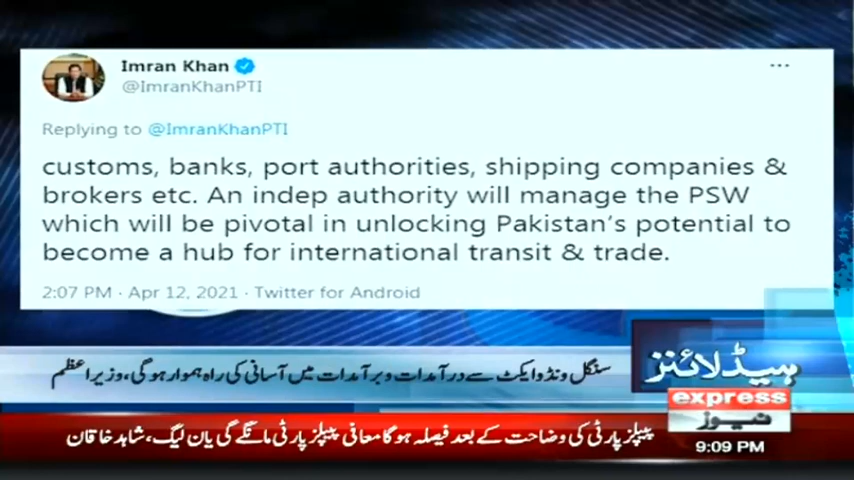 Imran Khan
@ImranKhanPTI
...
Replying to @ImranKhanPTI
customs, banks, port authorities, shipping companies &
brokers etc. An indep authority will manage the PSW
which will be pivotal in unlocking Pakistan's potential to
become a hub for international transit & trade.
2:07 PM · Apr 12, 2021 · Twitter for Android
سنگل ونڈو ایکٹ سے درآمدات و برآمدات میں آسانی کی راہ ہموار ہوگی، وزیراعظم
ہیڈلائنز
express
نیوز
پیپلزپارٹی کی وضاحت کے بعد فیصلہ ہوگا معافی پیپلزپارٹی مانگے گی یا ن لیگ، شاہد خاقان
9:09 PM